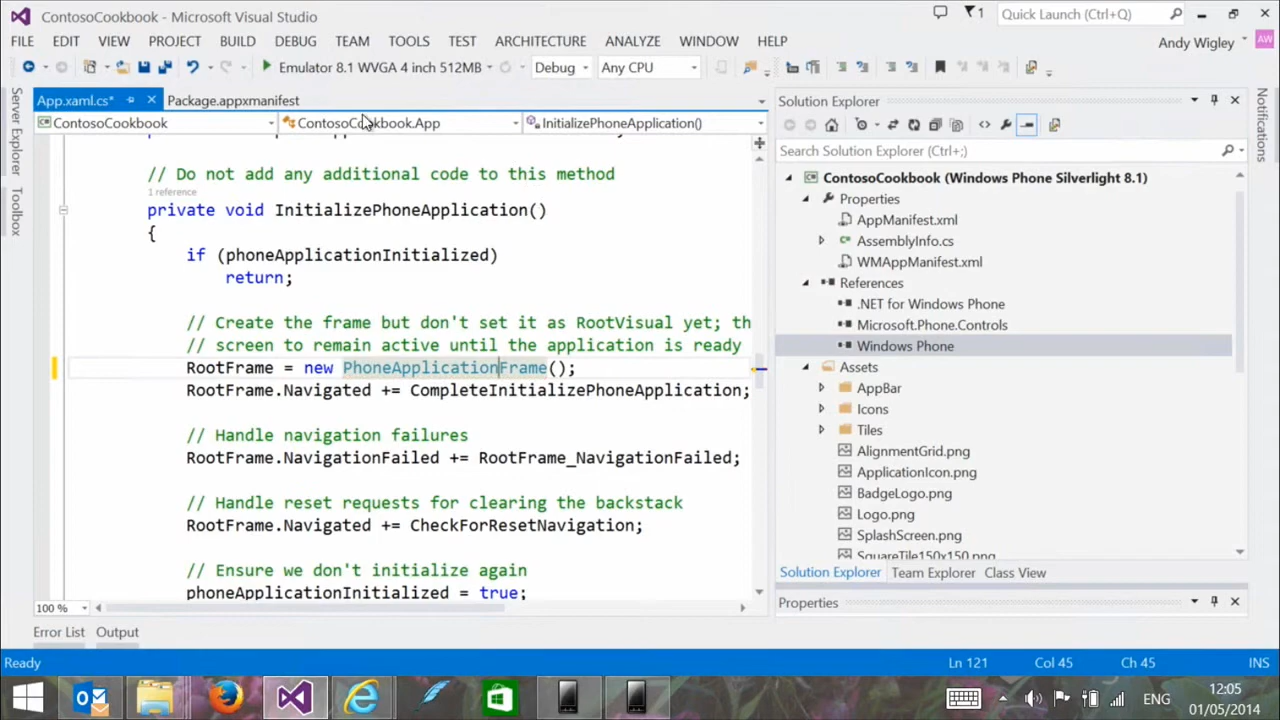 ContosoCookbook - Microsoft Visual Studio
1
Quick Launch (Ctrl+Q)
FILE EDIT VIEW PROJECT BUILD DEBUG TEAM TOOLS TEST ARCHITECTURE ANALYZE WINDOW HELP
Andy Wigley
AW
Emulator 8.1 WVGA 4 inch 512MB
Debug
Any CPU
Server Explorer
Toolbox
App.xaml.cs*
Package.appxmanifest
ContosoCookbook
ContosoCookbook.App
InitializePhoneApplication()
// Do not add any additional code to this method
1 reference
private void InitializePhoneApplication()
{
if (phoneApplicationInitialized)
return;
// Create the frame but don't set it as RootVisual yet; th
// screen to remain active until the application is ready
RootFrame = new PhoneApplicationFrame();
RootFrame.Navigated += CompleteInitializePhoneApplication;
// Handle navigation failures
RootFrame.NavigationFailed += RootFrame_NavigationFailed;
// Handle reset requests for clearing the backstack
RootFrame.Navigated += CheckForResetNavigation;
// Ensure we don't initialize again
phoneApplicationInitialized = true;
100 %
Solution Explorer
Search Solution Explorer (Ctrl+;)
ContosoCookbook (Windows Phone Silverlight 8.1)
Properties
AppManifest.xml
AssemblyInfo.cs
WMAppManifest.xml
References
.NET for Windows Phone
Microsoft.Phone.Controls
Windows Phone
Assets
AppBar
Icons
Tiles
AlignmentGrid.png
ApplicationIcon.png
BadgeLogo.png
Logo.png
SplashScreen.png
SquareTile150x150.png
Solution Explorer Team Explorer Class View
Properties
Notifications
Error List Output
Ready
Ln 121
Col 45
Ch 45
INS
ENG
12:05
01/05/2014